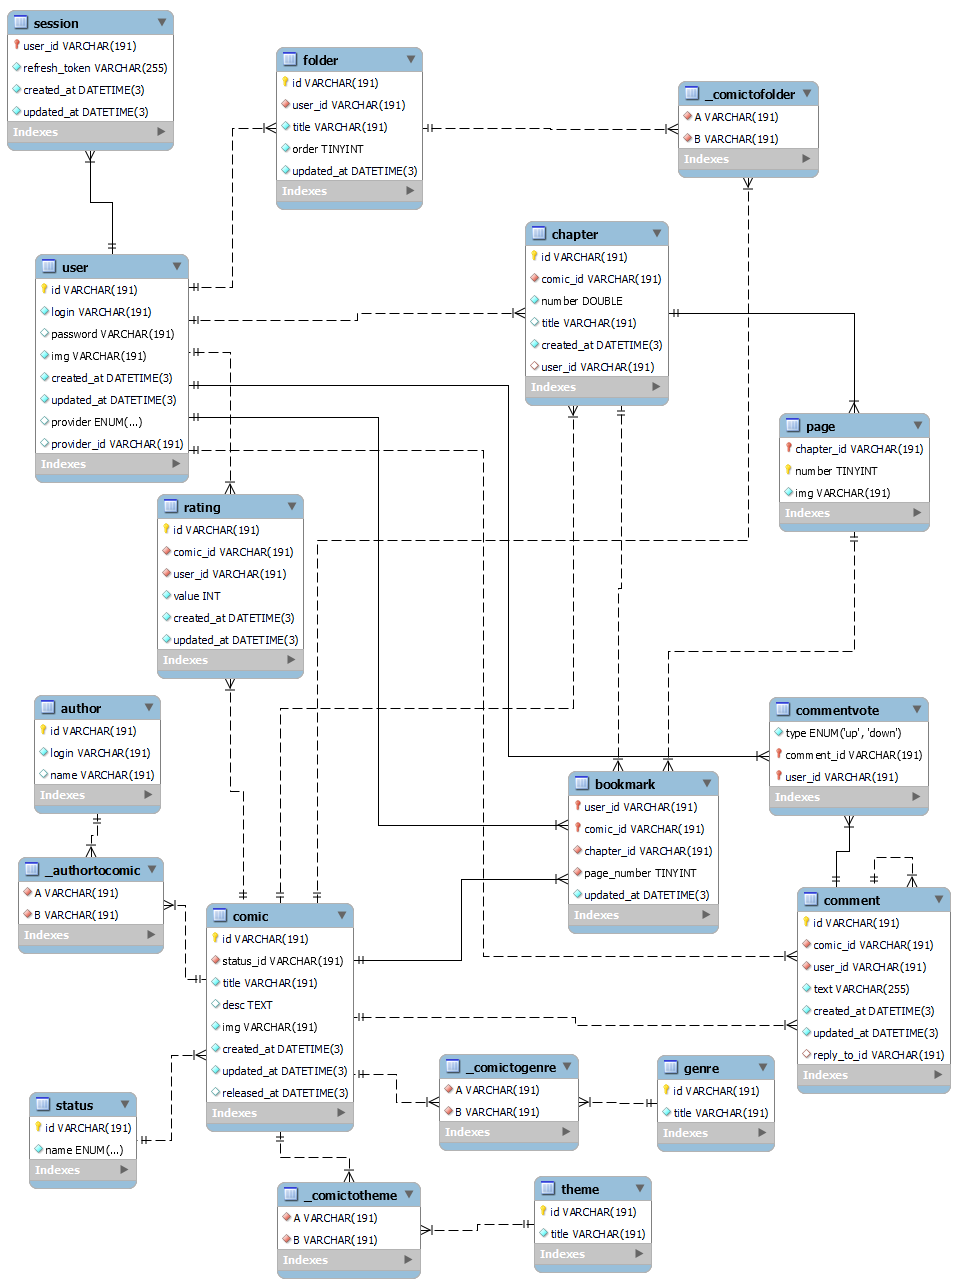 session
user_id VARCHAR(191)
refresh_token VARCHAR(255)
created_at DATETIME(3)
updated_at DATETIME(3)
Indexes
folder
id VARCHAR(191)
user_id VARCHAR(191)
title VARCHAR(191)
order TINYINT
updated_at DATETIME(3)
Indexes
_comictofolder
A VARCHAR(191)
B VARCHAR(191)
Indexes
user
id VARCHAR(191)
login VARCHAR(191)
password VARCHAR(191)
img VARCHAR(191)
created_at DATETIME(3)
updated_at DATETIME(3)
provider ENUM(...)
provider_id VARCHAR(191)
Indexes
chapter
id VARCHAR(191)
comic_id VARCHAR(191)
number DOUBLE
title VARCHAR(191)
created_at DATETIME(3)
user_id VARCHAR(191)
Indexes
page
chapter_id VARCHAR(191)
number TINYINT
img VARCHAR(191)
Indexes
rating
id VARCHAR(191)
comic_id VARCHAR(191)
user_id VARCHAR(191)
value INT
created_at DATETIME(3)
updated_at DATETIME(3)
Indexes
author
id VARCHAR(191)
login VARCHAR(191)
name VARCHAR(191)
Indexes
commentvote
type ENUM('up', 'down')
comment_id VARCHAR(191)
user_id VARCHAR(191)
Indexes
bookmark
user_id VARCHAR(191)
comic_id VARCHAR(191)
chapter_id VARCHAR(191)
page_number TINYINT
updated_at DATETIME(3)
Indexes
_authortocomic
A VARCHAR(191)
B VARCHAR(191)
Indexes
comic
id VARCHAR(191)
status_id VARCHAR(191)
title VARCHAR(191)
desc TEXT
img VARCHAR(191)
created_at DATETIME(3)
updated_at DATETIME(3)
released_at DATETIME(3)
Indexes
comment
id VARCHAR(191)
comic_id VARCHAR(191)
user_id VARCHAR(191)
text VARCHAR(255)
created_at DATETIME(3)
updated_at DATETIME(3)
reply_to_id VARCHAR(191)
Indexes
_comictogenre
A VARCHAR(191)
B VARCHAR(191)
Indexes
genre
id VARCHAR(191)
title VARCHAR(191)
Indexes
status
id VARCHAR(191)
name ENUM(...)
Indexes
_comictotheme
A VARCHAR(191)
B VARCHAR(191)
Indexes
theme
id VARCHAR(191)
title VARCHAR(191)
Indexes